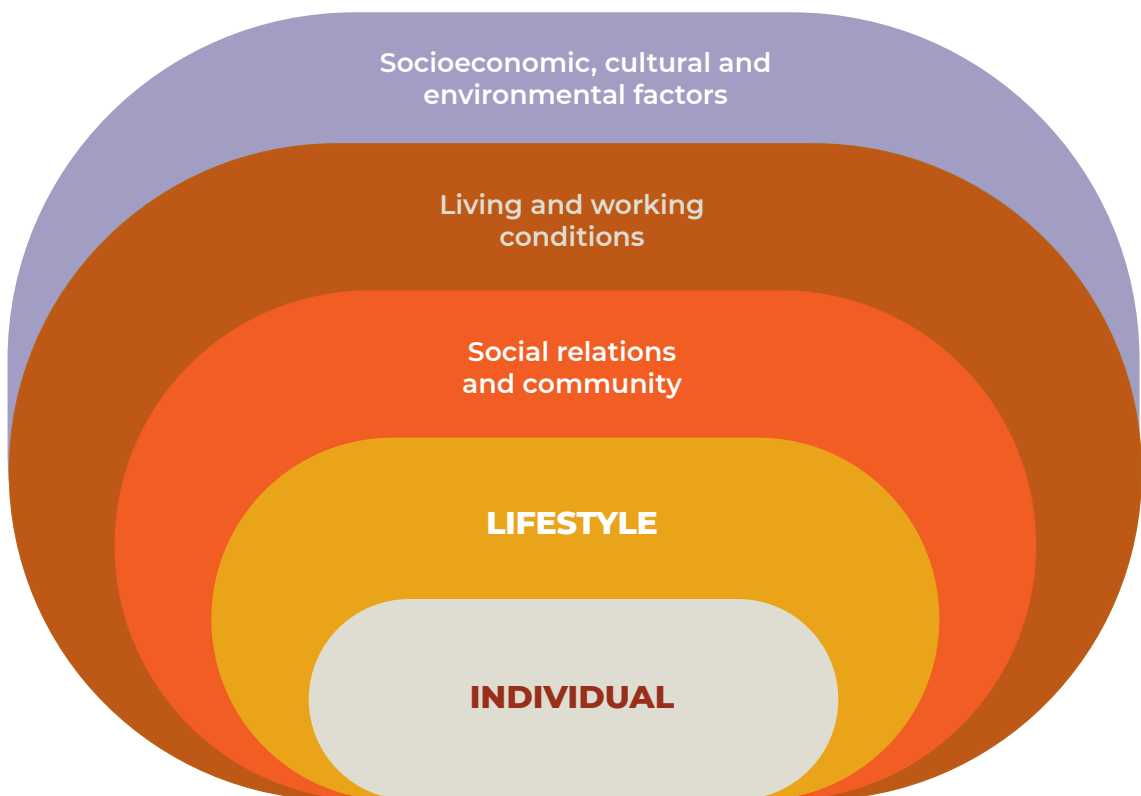 Socioeconomic, cultural and
environmental factors
Living and working
conditions
Social relations
and community
LIFESTYLE
INDIVIDUAL